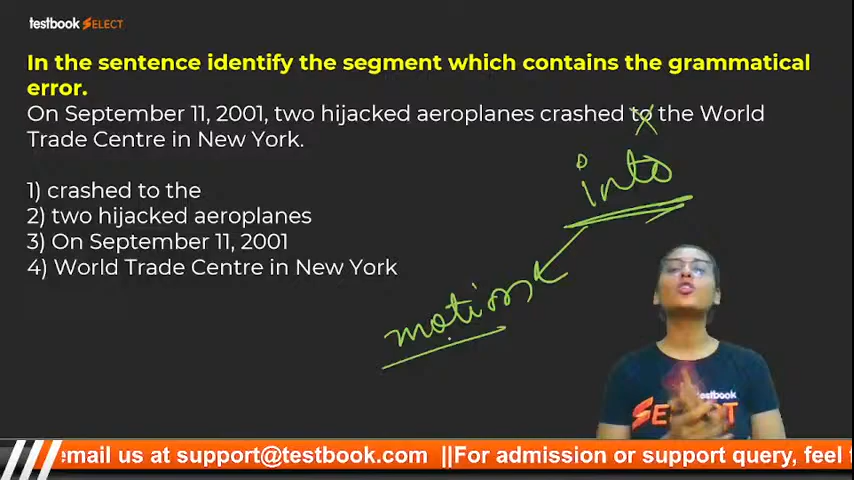 testbook SELECT
In the sentence identify the segment which contains the grammatical
error.
On September 11, 2001, two hijacked aeroplanes crashed to the World
Trade Centre in New York.
into
1) crashed to the
2) two hijacked aeroplanes
3) On September 11, 2001
4) World Trade Centre in New York
motion
testbook
SELECT
email us at support@testbook.com ||For admission or support query, feel